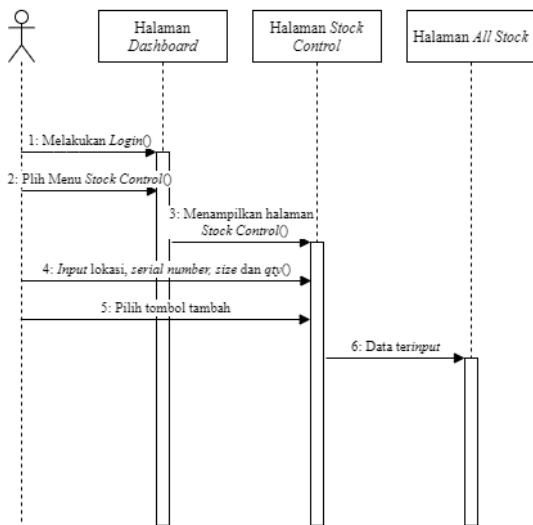 Halaman
Dashboard
Halaman Stock
Control
Halaman All Stock
1: Melakukan Login()
2: Plih Menu Stock Control()
3: Menampilkan halaman
Stock Control()
4: Input lokasi, serial number, size dan qty()
5: Pilih tombol tambah
6: Data terinput